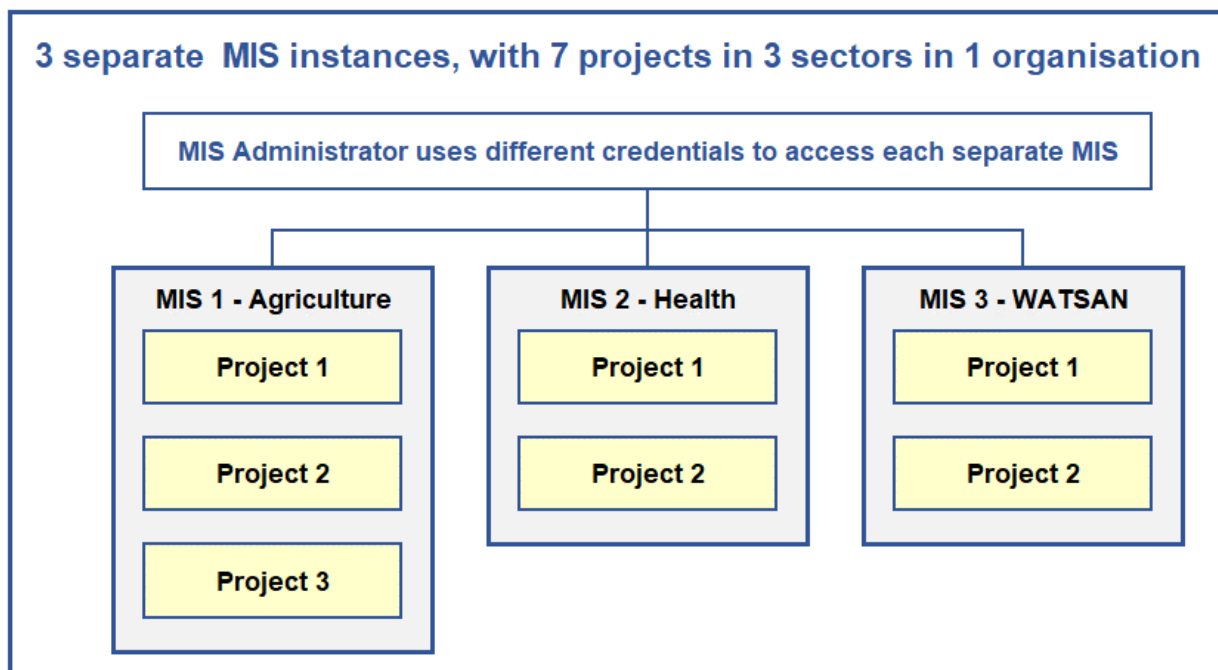 3 separate MIS instances, with 7 projects in 3 sectors in 1 organisation
MIS Administrator uses different credentials to access each separate MIS
MIS 1 - Agriculture
Project 1
Project 2
Project 3
MIS 2 - Health
Project 1
Project 2
MIS 3 - WATSAN
Project 1
Project 2